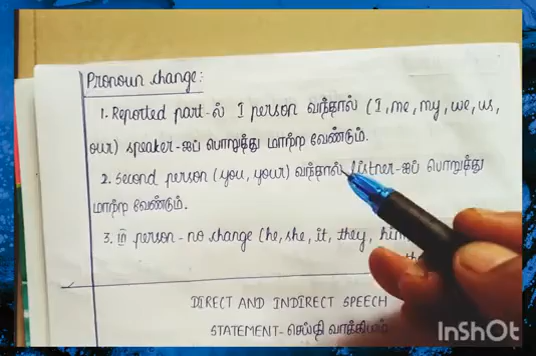 Pronoun change:
1. Reported part-ல் I person வந்தால் (I, me, my, we, us,
our) speaker-ஐப் பொறுத்து மாற்ற வேண்டும்.
2. Second person (you, your) வந்தால் listner-ஐப் பொறுத்து
மாற்ற வேண்டும்.
3. III person - no change (he, she, it, they, him,
DIRECT AND INDIRECT SPEECH
STATEMENT- செய்தி வாக்கியம்
InShOt